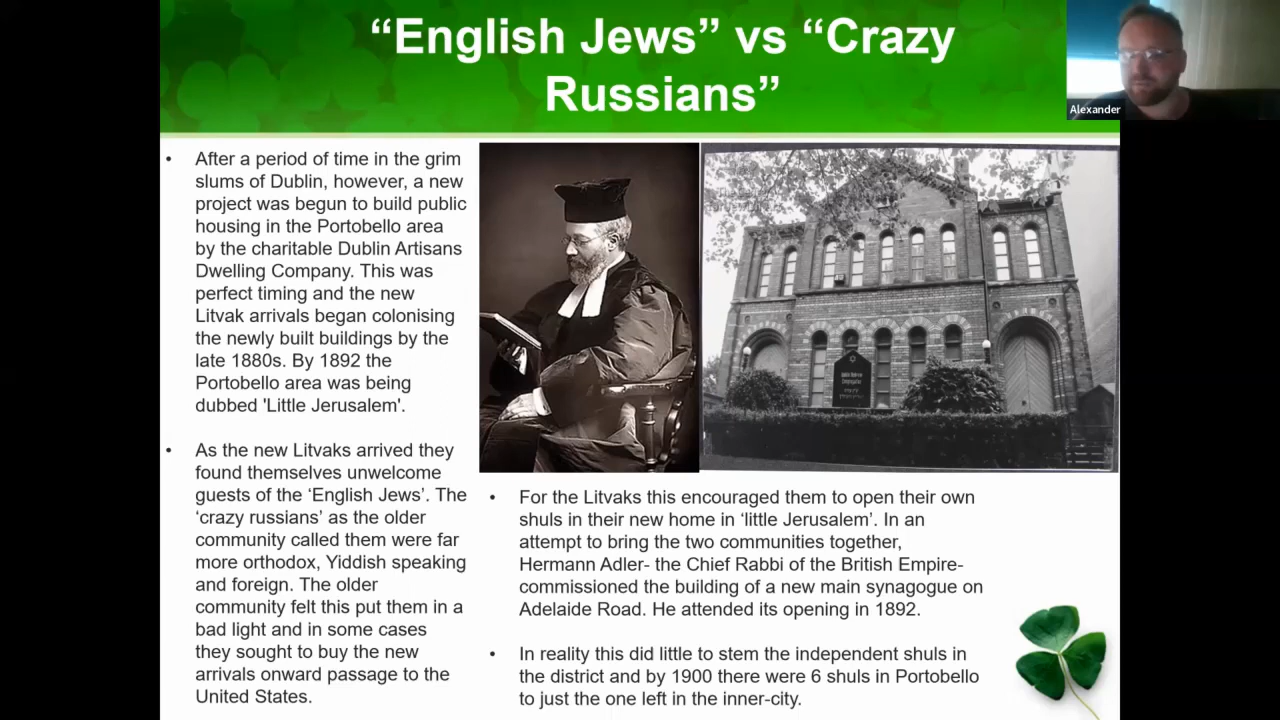 “English Jews” vs “Crazy
Russians”
Alexander
• After a period of time in the grim
slums of Dublin, however, a new
project was begun to build public
housing in the Portobello area
by the charitable Dublin Artisans
Dwelling Company. This was
perfect timing and the new
Litvak arrivals began colonising
the newly built buildings by the
late 1880s. By 1892 the
Portobello area was being
dubbed 'Little Jerusalem'.
• As the new Litvaks arrived they
found themselves unwelcome
guests of the ‘English Jews’. The
‘crazy russians’ as the older
community called them were far
more orthodox, Yiddish speaking
and foreign. The older
community felt this put them in a
bad light and in some cases
they sought to buy the new
arrivals onward passage to the
United States.
Dublin Hebrew
Congregation
• For the Litvaks this encouraged them to open their own
shuls in their new home in ‘little Jerusalem’. In an
attempt to bring the two communities together,
Hermann Adler- the Chief Rabbi of the British Empire-
commissioned the building of a new main synagogue on
Adelaide Road. He attended its opening in 1892.
• In reality this did little to stem the independent shuls in
the district and by 1900 there were 6 shuls in Portobello
to just the one left in the inner-city.